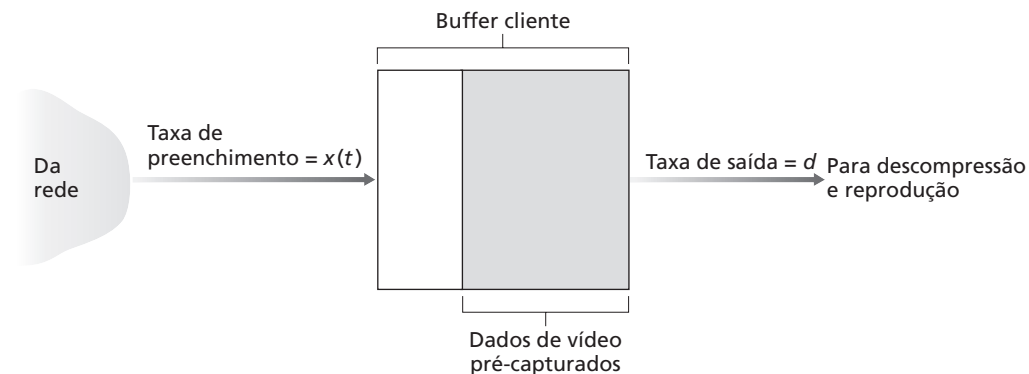 Buffer cliente
Da
rede
Taxa de
preenchimento = x(t)
Taxa de saída = d
Para descompressão
e reprodução
Dados de vídeo
pré-capturados